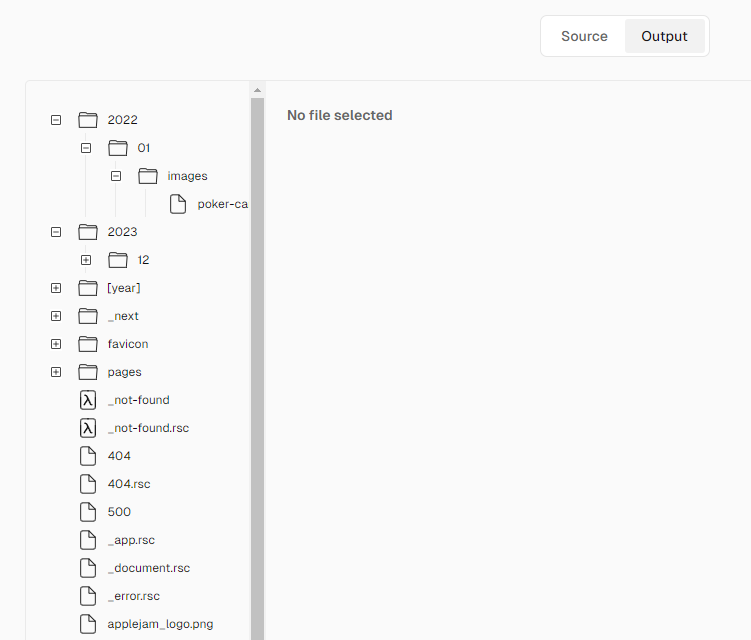 Source Output
No file selected
2022
01
images
poker-ca
2023
12
[year]
_next
favicon
pages
_not-found
_not-found.rsc
404
404.rsc
500
_app.rsc
_document.rsc
_error.rsc
applejam_logo.png